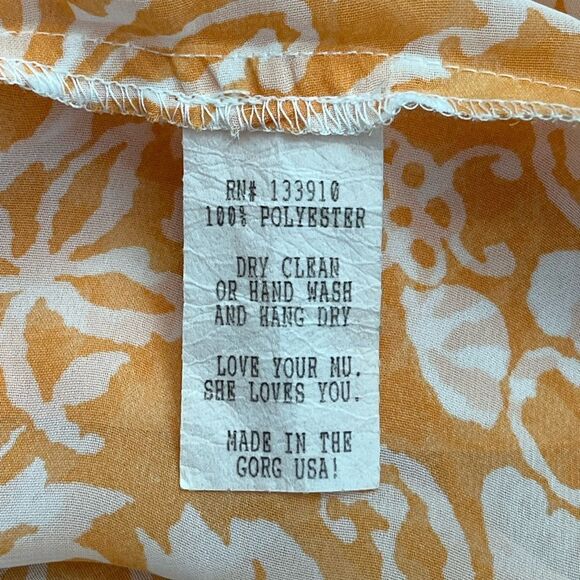 RN# 133910
100% POLYESTER
DRY CLEAN
OR HAND WASH
AND HANG DRY
LOVE YOUR MU.
SHE LOVES YOU.
MADE IN THE
GORG USA!